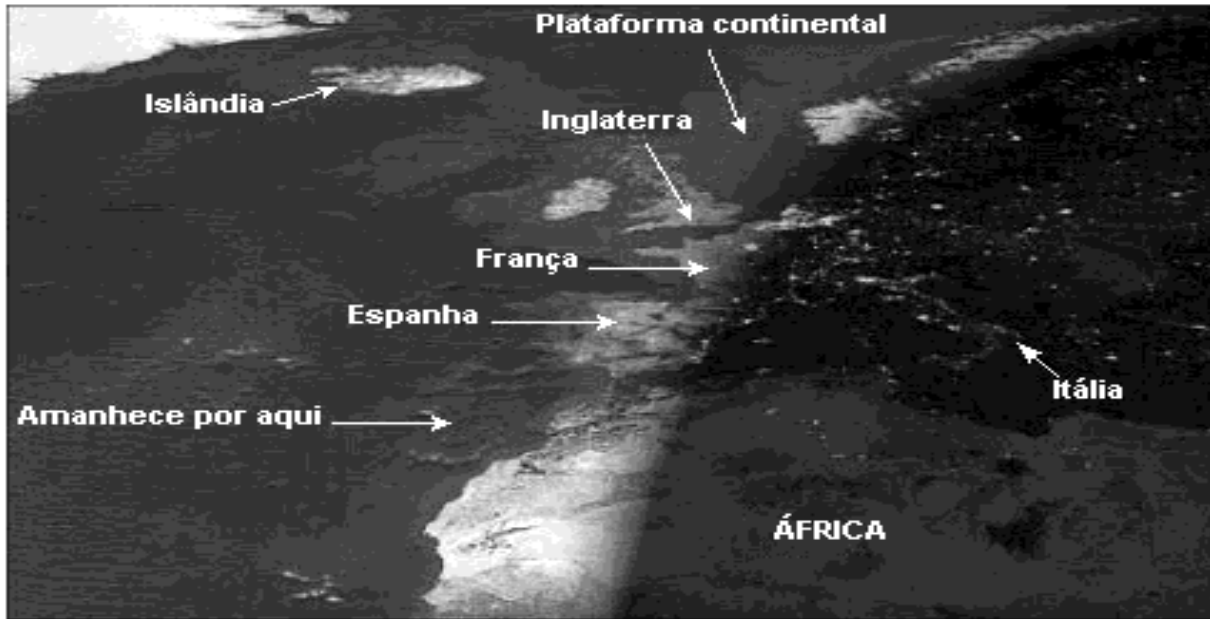 Plataforma continental
Islândia
Inglaterra
França
Espanha
Itália
Amanhece por aqui
ÁFRICA